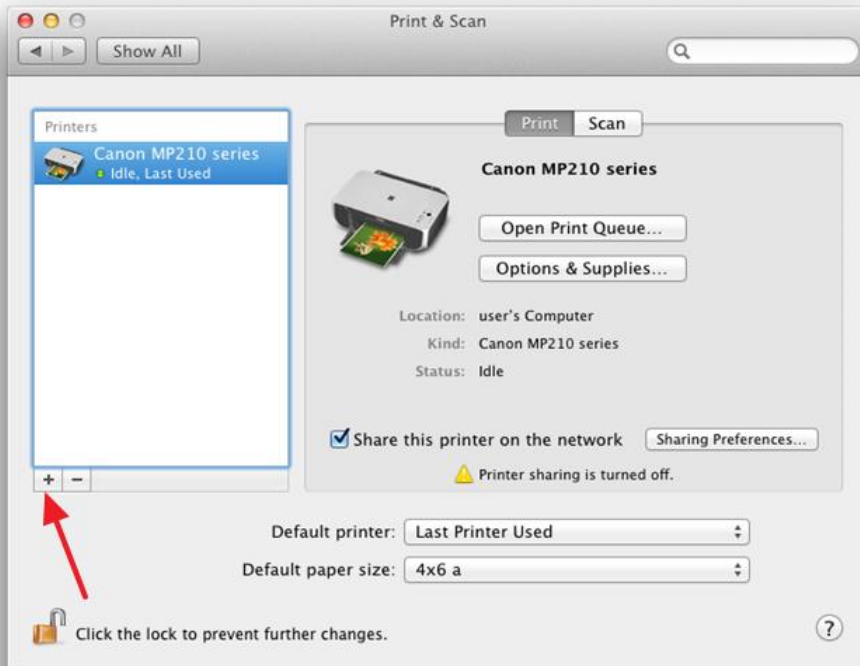 Print & Scan
Show All
Printers
Canon MP210 series
Idle, Last Used
Print Scan
Canon MP210 series
Open Print Queue...
Options & Supplies...
Location: user's Computer
Kind: Canon MP210 series
Status: Idle
Share this printer on the network Sharing Preferences...
Printer sharing is turned off.
+ −
Default printer: Last Printer Used
Default paper size: 4x6 a
Click the lock to prevent further changes. ?